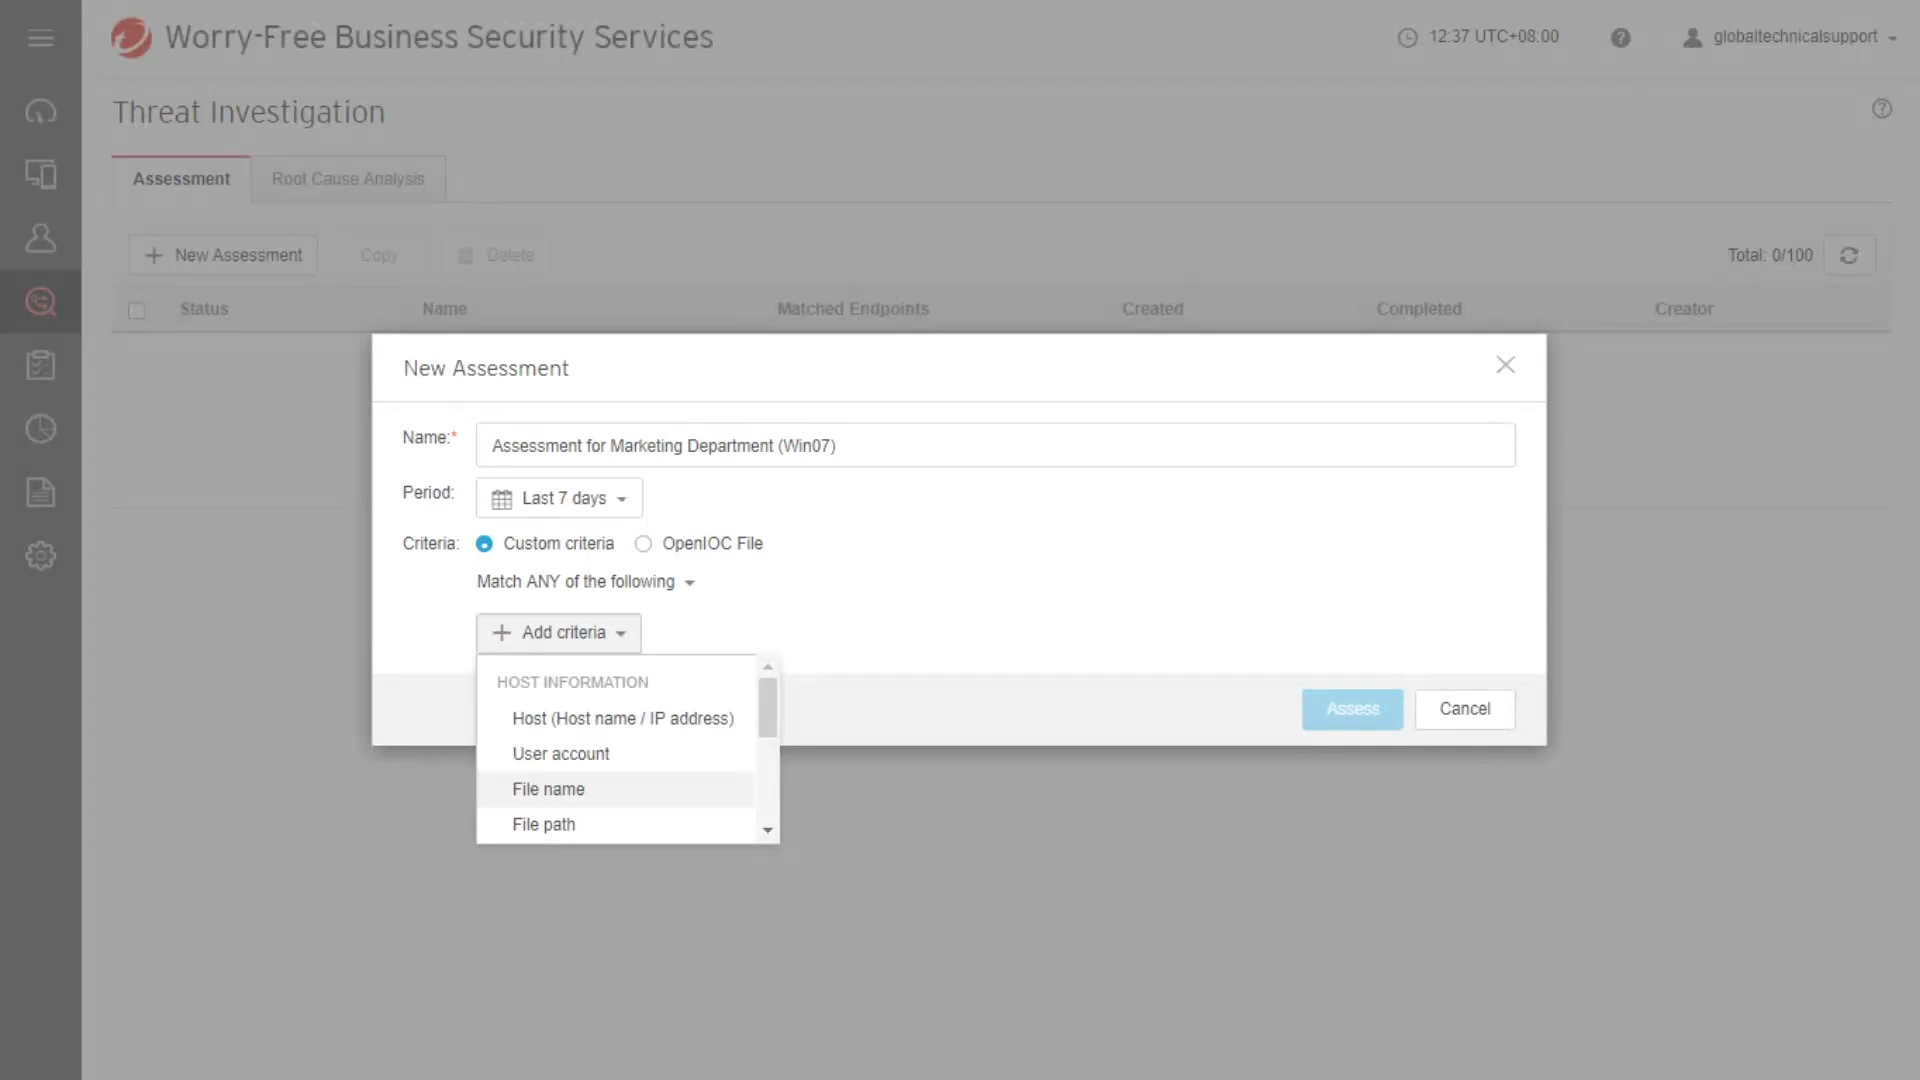 Worry-Free Business Security Services
12:37 UTC+08:00
globaltechnicalsupport
Threat Investigation
Assessment
Root Cause Analysis
New Assessment
Copy
Delete
Total: 0/100
Status
Name
Matched Endpoints
Created
Completed
Creator
New Assessment
Name:*
Assessment for Marketing Department (Win07)
Period:
Last 7 days
Criteria:
Custom criteria
OpenIOC File
Match ANY of the following
Add criteria
HOST INFORMATION
Host (Host name / IP address)
User account
File name
File path
Assess
Cancel